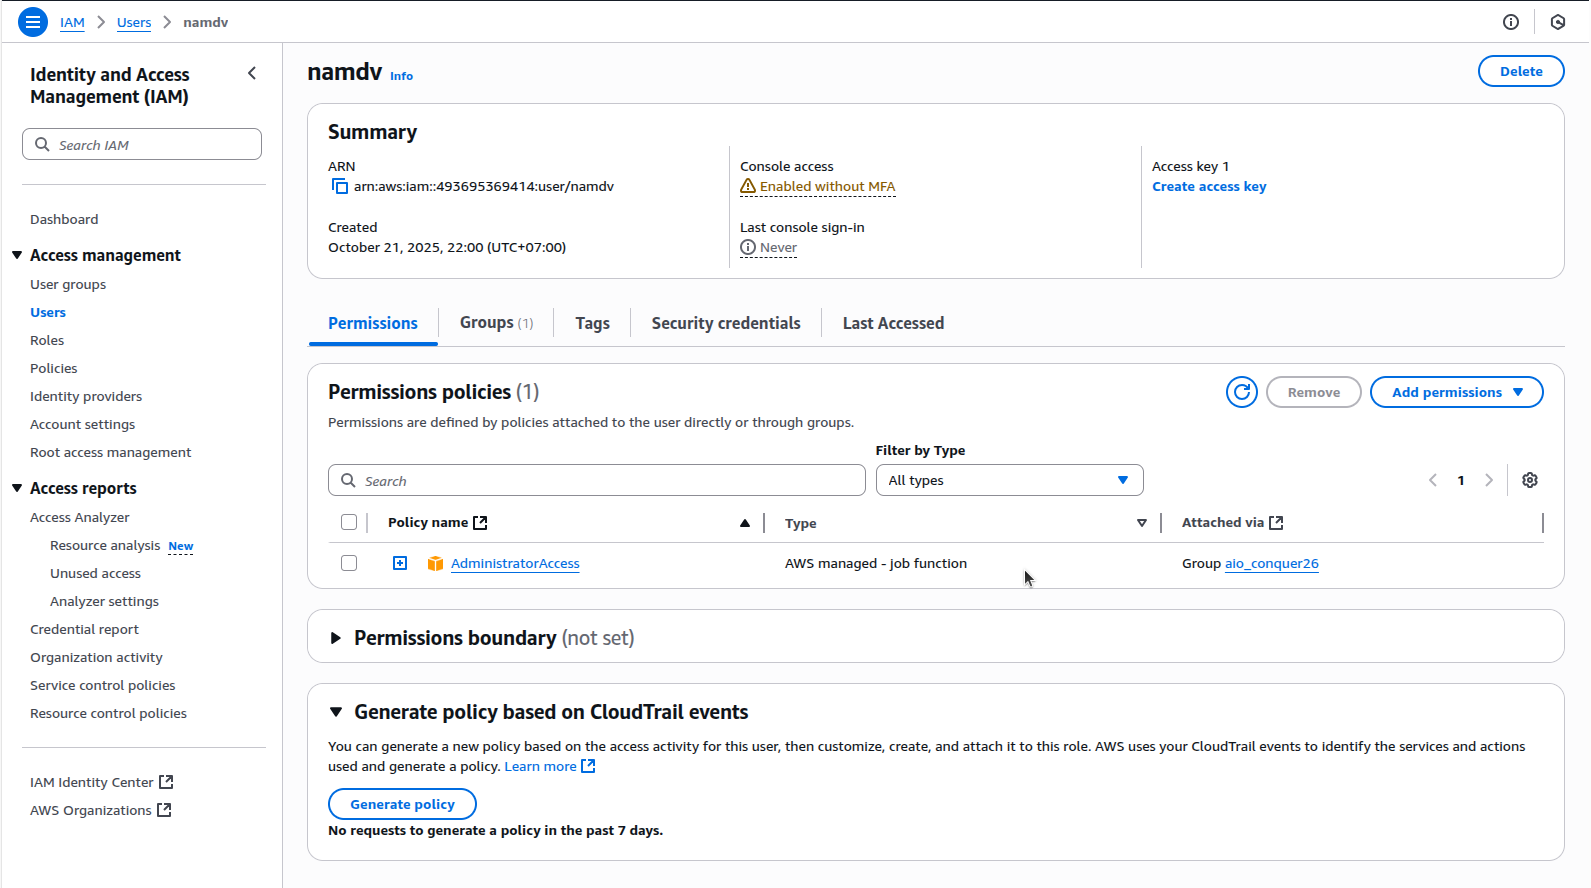 IAM > Users > namdv
Identity and Access
Management (IAM)
Search IAM
Dashboard
Access management
User groups
Users
Roles
Policies
Identity providers
Account settings
Root access management
Access reports
Access Analyzer
Resource analysis New
Unused access
Analyzer settings
Credential report
Organization activity
Service control policies
Resource control policies
IAM Identity Center
AWS Organizations
namdv Info
Delete
Summary
ARN
arn:aws:iam::493695369414:user/namdv
Created
October 21, 2025, 22:00 (UTC+07:00)
Console access
Enabled without MFA
Last console sign-in
Never
Access key 1
Create access key
Permissions
Groups (1)
Tags
Security credentials
Last Accessed
Permissions policies (1)
Remove
Add permissions
Permissions are defined by policies attached to the user directly or through groups.
Filter by Type
Search
All types
1
Policy name
Type
Attached via
AdministratorAccess
AWS managed - job function
Group aio_conquer26
Permissions boundary (not set)
Generate policy based on CloudTrail events
You can generate a new policy based on the access activity for this user, then customize, create, and attach it to this role. AWS uses your CloudTrail events to identify the services and actions
used and generate a policy. Learn more
Generate policy
No requests to generate a policy in the past 7 days.